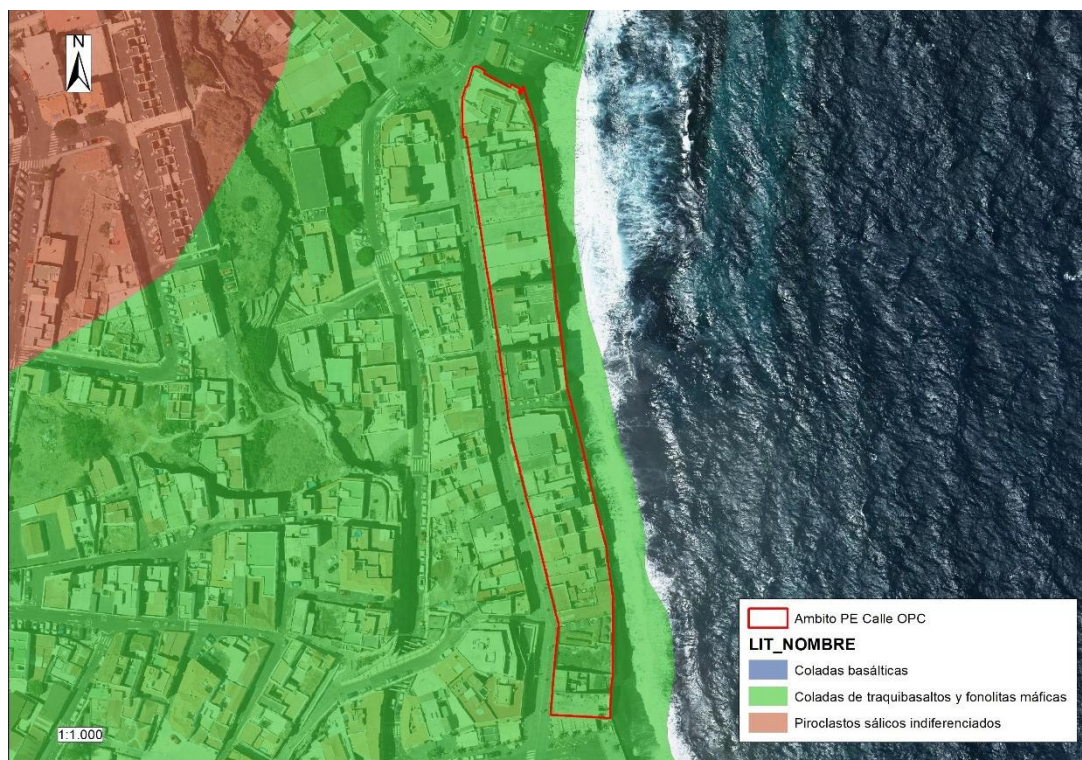 N
Ambito PE Calle OPC
LIT_NOMBRE
Coladas basálticas
Coladas de traquibasaltos y fonolitas máficas
Piroclastos sálicos indiferenciados
1:1.000